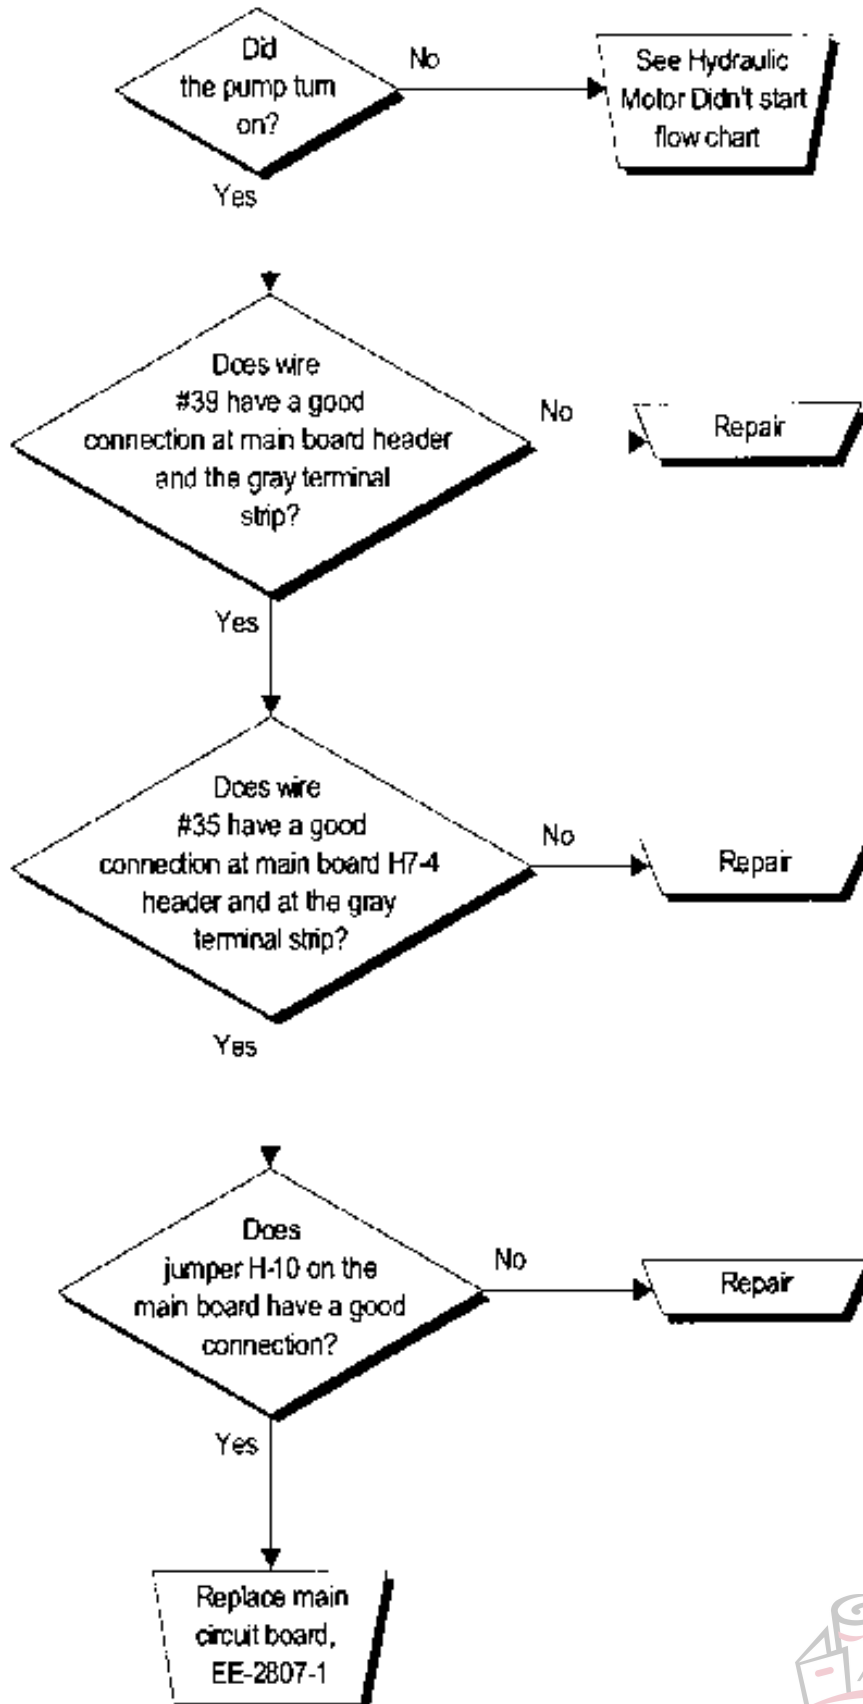 Did
the pump turn
on?
No
See Hydraulic
Motor Didn't start
flow chart
Yes
Does wire
#39 have a good
connection at main board header
and the gray terminal
strip?
No
Repair
Yes
Does wire
#35 have a good
connection at main board H7-4
header and at the gray
terminal strip?
No
Repair
Yes
Does
jumper H-10 on the
main board have a good
connection?
No
Repair
Yes
Replace main
circuit board,
EE-2807-1